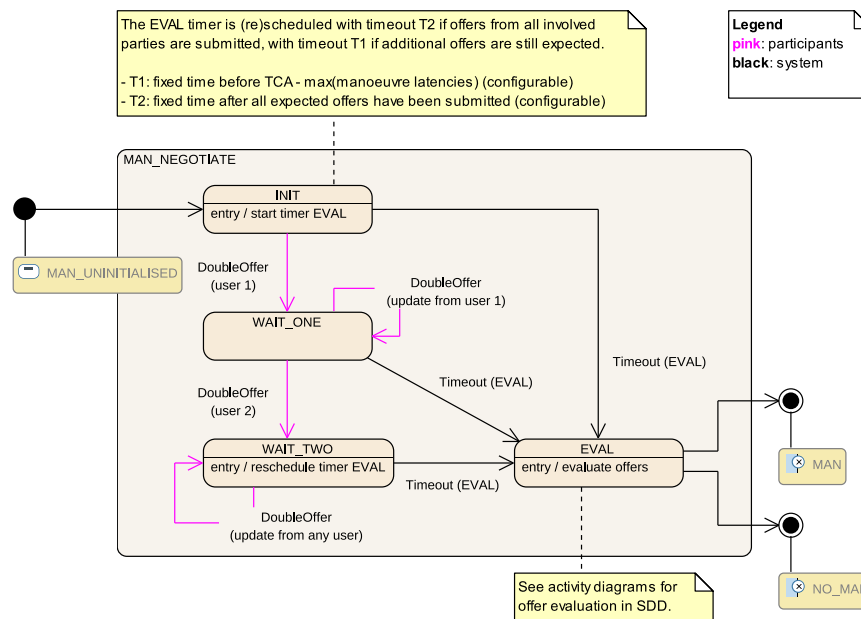 The EVAL timer is (re)scheduled with timeout T2 if offers from all involved
parties are submitted, with timeout T1 if additional offers are still expected.
- T1: fixed time before TCA - max(manoeuvre latencies) (configurable)
- T2: fixed time after all expected offers have been submitted (configurable)
Legend
pink: participants
black: system
MAN_NEGOTIATE
INIT
entry / start timer EVAL
MAN_UNINITIALISED
DoubleOffer
(user 1)
DoubleOffer
(update from user 1)
WAIT_ONE
Timeout (EVAL)
Timeout (EVAL)
DoubleOffer
(user 2)
WAIT_TWO
entry / reschedule timer EVAL
Timeout (EVAL)
EVAL
entry / evaluate offers
MAN
DoubleOffer
(update from any user)
See activity diagrams for
offer evaluation in SDD.